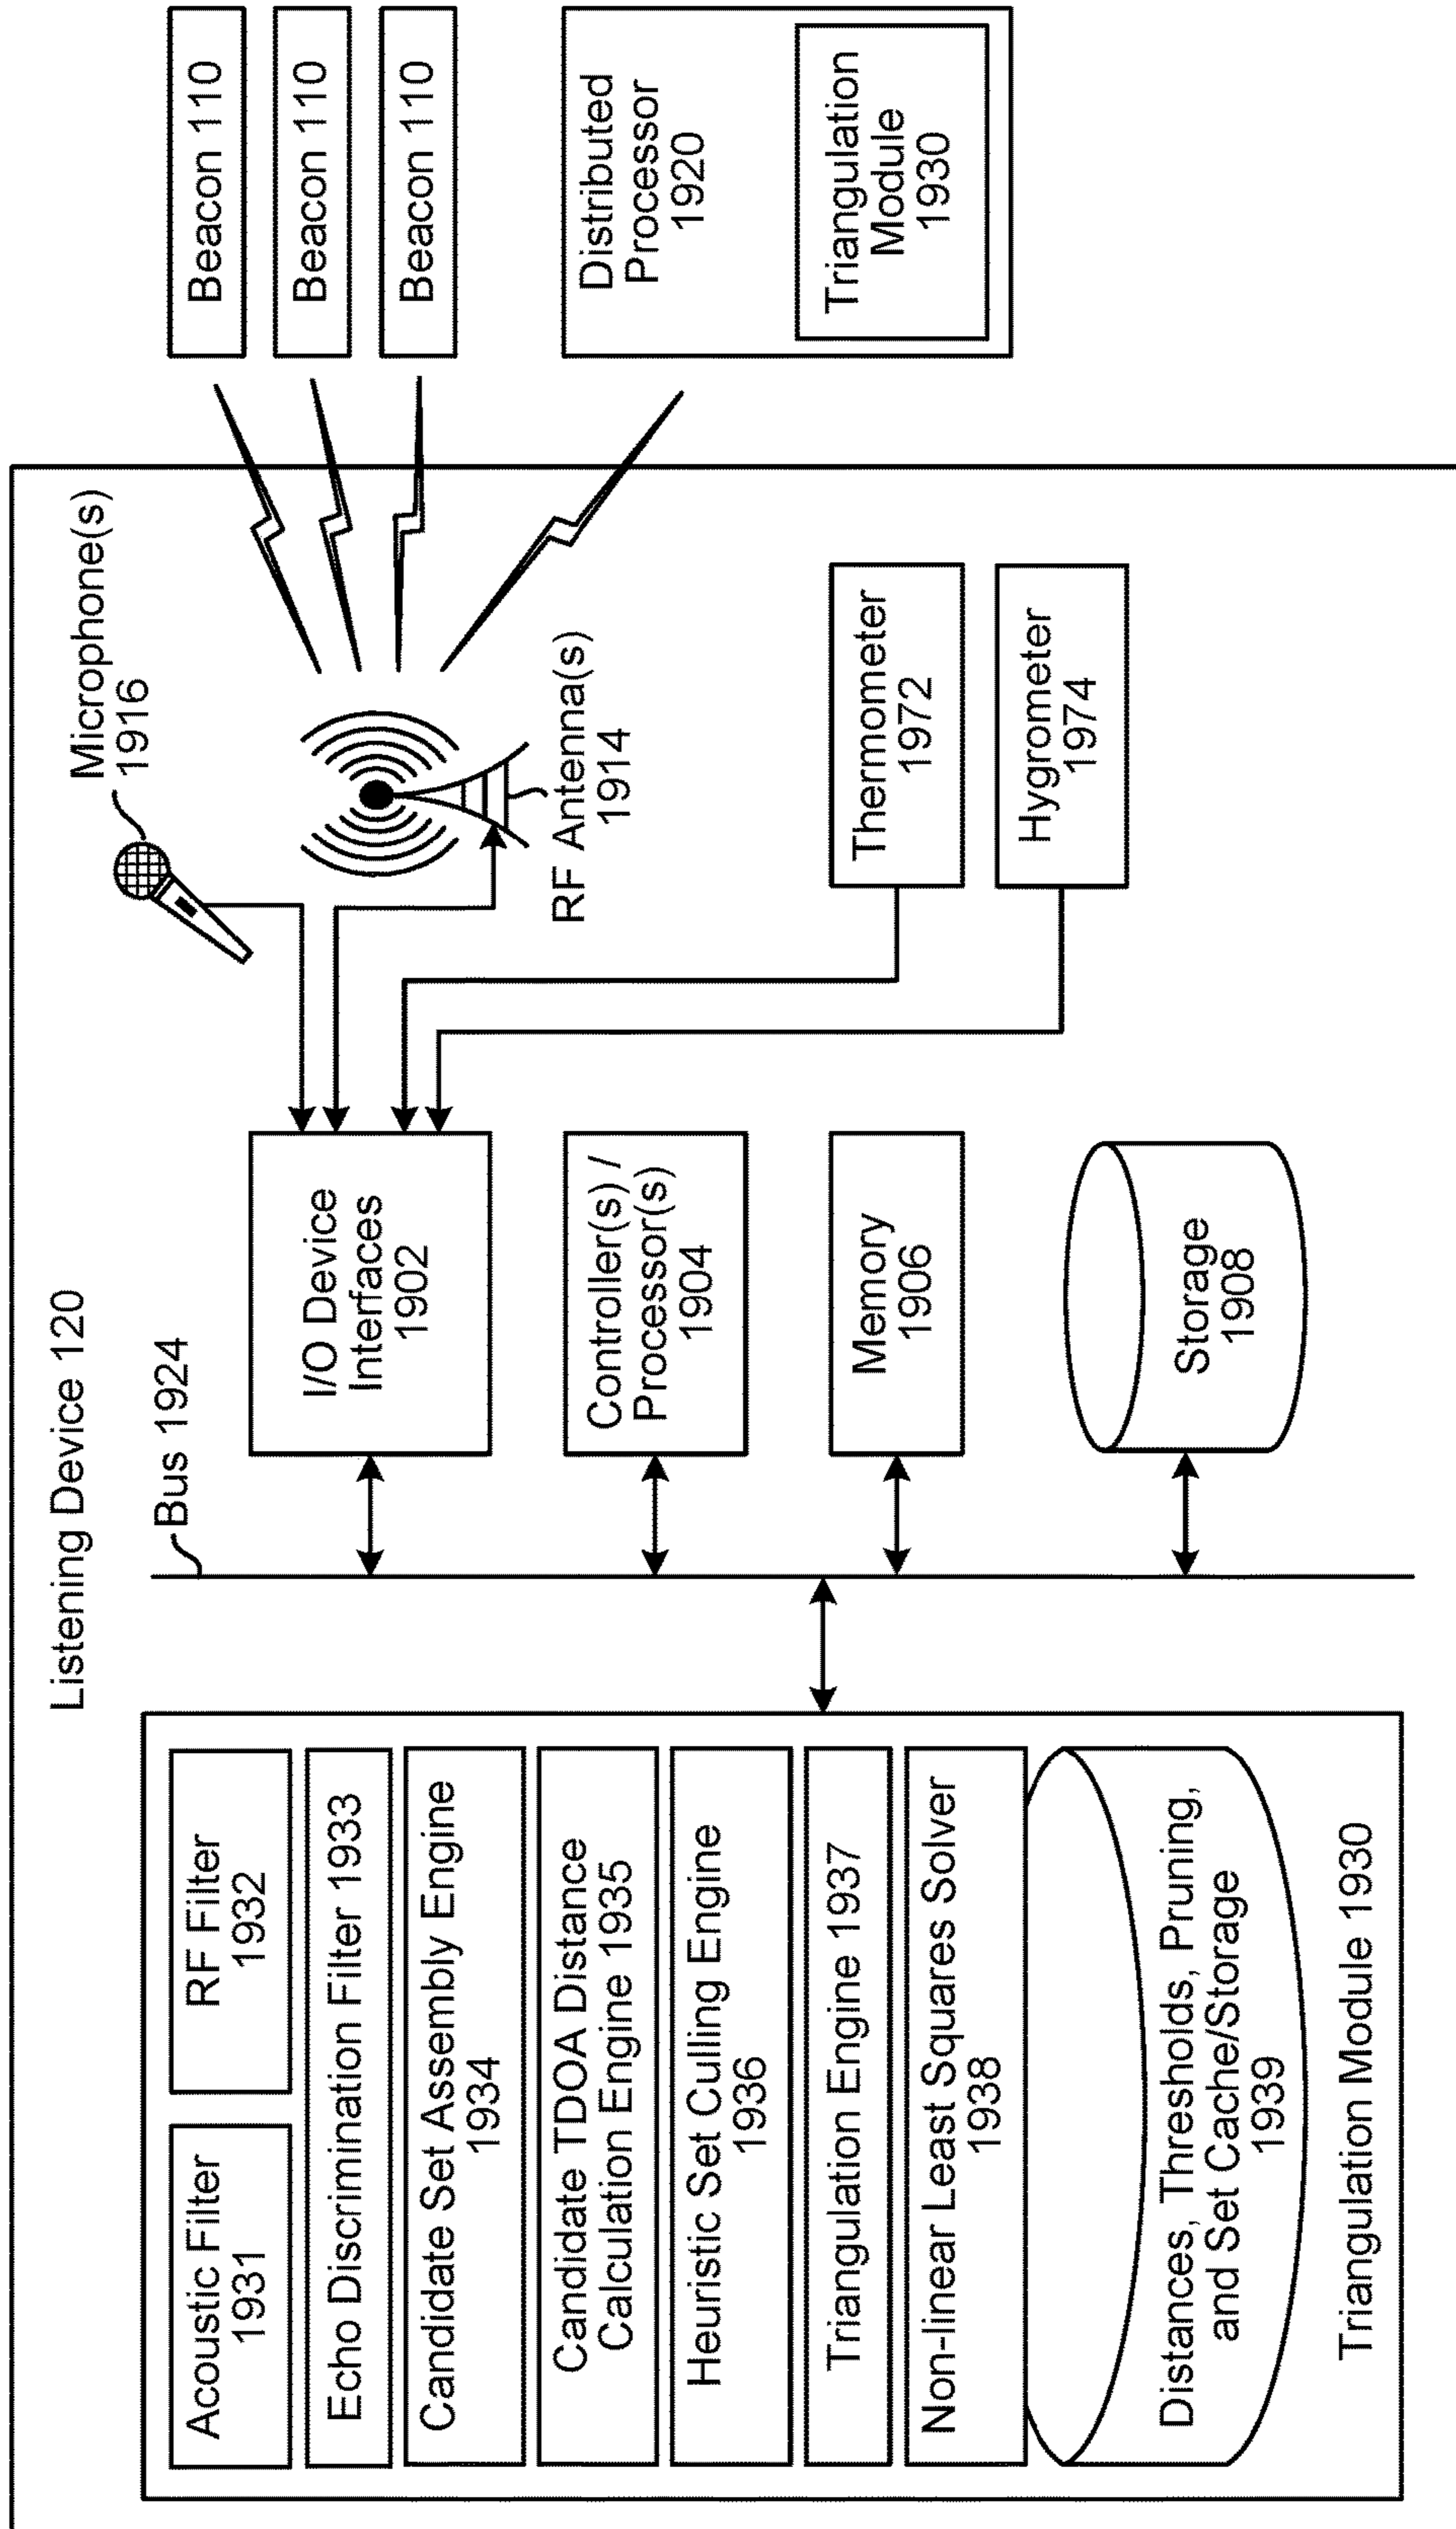 Listening Device 120
Bus 1924
Acoustic Filter
1931
RF Filter
1932
Echo Discrimination Filter 1933
Candidate Set Assembly Engine
1934
Candidate TDOA Distance
Calculation Engine 1935
Heuristic Set Culling Engine
1936
Triangulation Engine 1937
Non-linear Least Squares Solver
1938
Distances, Thresholds, Pruning,
and Set Cache/Storage
1939
Triangulation Module 1930
I/O Device
Interfaces
1902
Controller(s) /
Processor(s)
1904
Memory
1906
Storage
1908
Microphone(s)
1916
RF Antenna(s)
1914
Thermometer
1972
Hygrometer
1974
Beacon 110
Beacon 110
Beacon 110
Distributed
Processor
1920
Triangulation
Module
1930